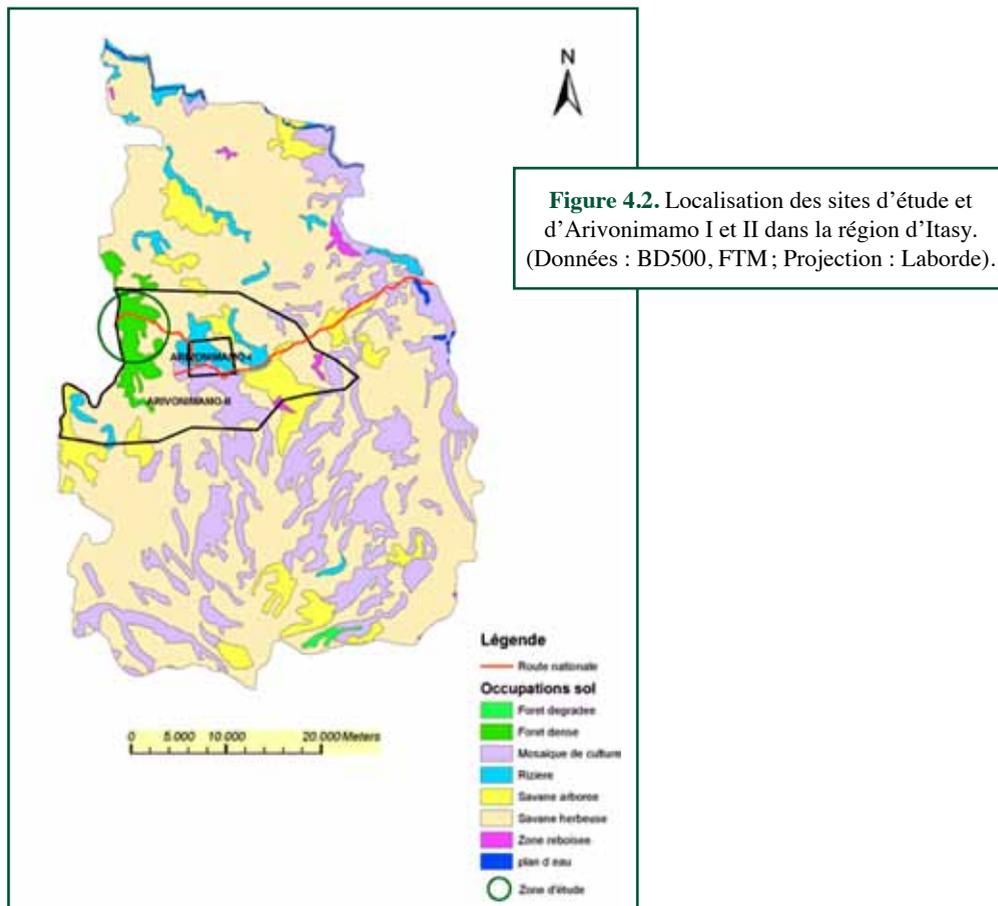 N
Figure 4.2. Localisation des sites d'étude et
d'Arivonimamo I et II dans la région d'Itasy.
(Données : BD500, FTM ; Projection : Laborde).
ARIVONIMAMO-I
ARIVONIMAMO-II
Légende
Route nationale
Occupations sol
Foret degradee
Foret dense
Mosaique de culture
Riziere
Savane arboree
Savane herbeuse
Zone reboisee
plan d eau
Zone d'étude
0 5.000 10.000 20.000 Meters